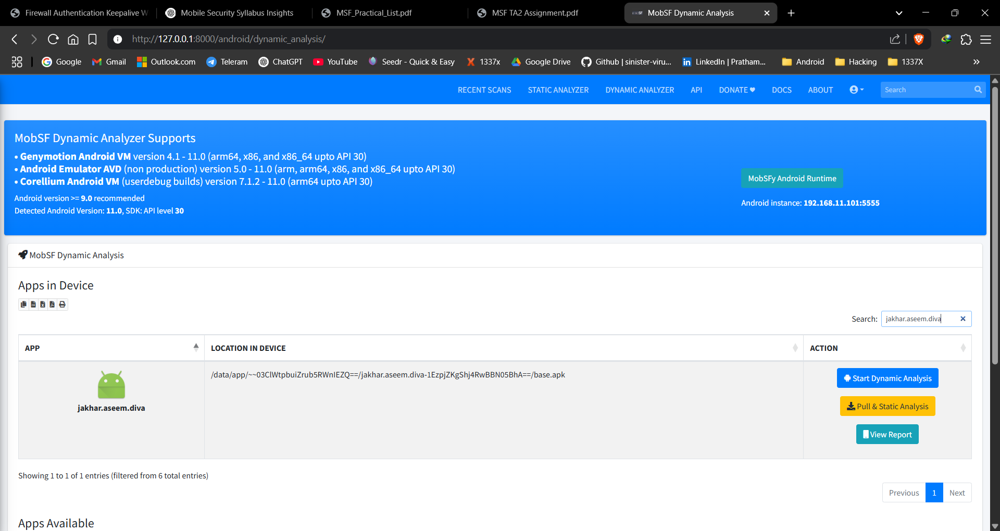 Firewall Authentication Keepalive W
Mobile Security Syllabus Insights
MSF_Practical_List.pdf
MSF TA2 Assignment.pdf
MobSF Dynamic Analysis
http://127.0.0.1:8000/android/dynamic_analysis/
Google
Gmail
Outlook.com
Teleram
ChatGPT
YouTube
Seedr - Quick & Easy
1337x
Google Drive
Github | sinister-viru...
LinkedIn | Pratham...
Android
Hacking
1337X
RECENT SCANS
STATIC ANALYZER
DYNAMIC ANALYZER
API
DONATE
DOCS
ABOUT
Search
MobSF Dynamic Analyzer Supports
• Genymotion Android VM version 4.1 - 11.0 (arm64, x86, and x86_64 upto API 30)
• Android Emulator AVD (non production) version 5.0 - 11.0 (arm, arm64, x86, and x86_64 upto API 30)
• Corellium Android VM (userdebug builds) version 7.1.2 - 11.0 (arm64 upto API 30)
Android version >= 9.0 recommended
Detected Android Version: 11.0, SDK: API level 30
MobSFy Android Runtime
Android instance: 192.168.11.101:5555
MobSF Dynamic Analysis
Apps in Device
Search: jakhar.aseem.diva
APP
LOCATION IN DEVICE
ACTION
jakhar.aseem.diva
/data/app/~~03ClWtpbuiZrub5RWnIEZQ==/jakhar.aseem.diva-1EzpjZKgShj4RwBBN05BhA==/base.apk
Start Dynamic Analysis
Pull & Static Analysis
View Report
Showing 1 to 1 of 1 entries (filtered from 6 total entries)
Previous
1
Next
Apps Available